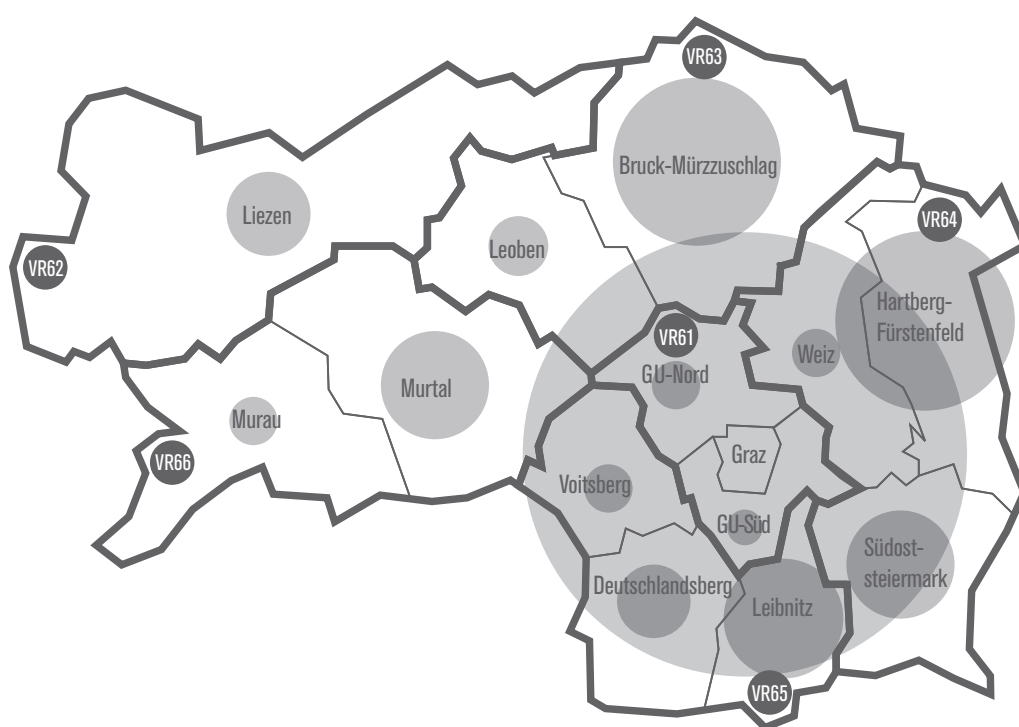 VR63
Bruck-Mürzzuschlag
Liezen
VR64
Leoben
VR62
Hartberg-
Fürstenfeld
VR61
Weiz
GU-Nord
Murtal
Murau
VR66
Graz
Voitsberg
GU-Süd
Südost-
steiermark
Deutschlandsberg
Leibnitz
VR65